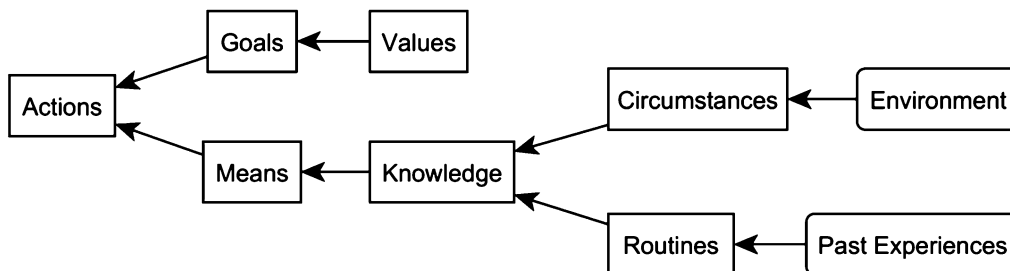 Goals
Values
Actions
Circumstances
Environment
Means
Knowledge
Routines
Past Experiences